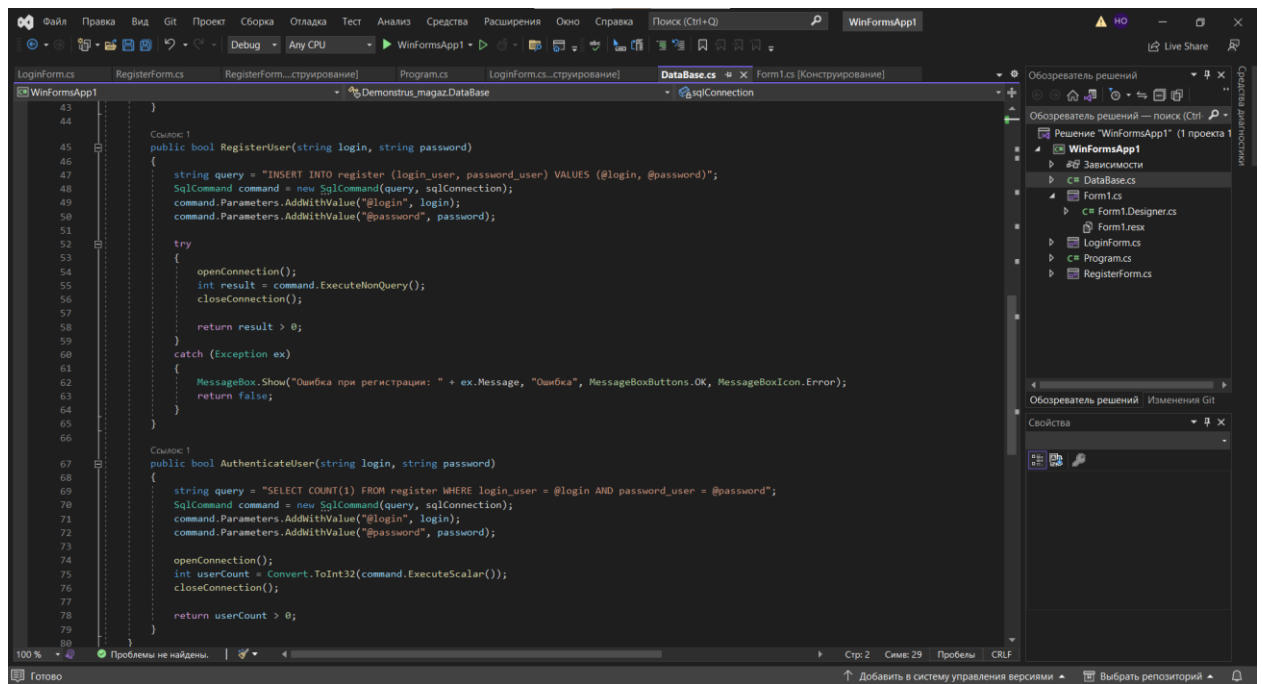 Файл Правка Вид Git Проект Сборка Отладка Тест Анализ Средства Расширения Окно Справка Поиск (Ctrl+Q) WinFormsApp1 HO
Debug Any CPU WinFormsApp1 Live Share
LoginForm.cs RegisterForm.cs RegisterForm....струирование] Program.cs LoginForm.cs...струирование] DataBase.cs Form1.cs [Конструирование]
WinFormsApp1 Demonstrus_magaz.DataBase sqlConnection
43 }
44
Ссылок: 1
45 public bool RegisterUser(string login, string password)
46 {
47 string query = "INSERT INTO register (login_user, password_user) VALUES (@login, @password)";
48 SqlCommand command = new SqlCommand(query, sqlConnection);
49 command.Parameters.AddWithValue("@login", login);
50 command.Parameters.AddWithValue("@password", password);
51
52 try
53 {
54 openConnection();
55 int result = command.ExecuteNonQuery();
56 closeConnection();
57
58 return result > 0;
59 }
60 catch (Exception ex)
61 {
62 MessageBox.Show("Ошибка при регистрации: " + ex.Message, "Ошибка", MessageBoxButtons.OK, MessageBoxIcon.Error);
63 return false;
64 }
65 }
66
Ссылок: 1
67 public bool AuthenticateUser(string login, string password)
68 {
69 string query = "SELECT COUNT(1) FROM register WHERE login_user = @login AND password_user = @password";
70 SqlCommand command = new SqlCommand(query, sqlConnection);
71 command.Parameters.AddWithValue("@login", login);
72 command.Parameters.AddWithValue("@password", password);
73
74 openConnection();
75 int userCount = Convert.ToInt32(command.ExecuteScalar());
76 closeConnection();
77
78 return userCount > 0;
79 }
80 }
100 % Проблемы не найдены. Стр: 2 Симв: 29 Пробелы CRLF
Обозреватель решений
Обозреватель решений — поиск (Ctrl
Решение "WinFormsApp1" (1 проекта 1
WinFormsApp1
Зависимости
C# DataBase.cs
Form1.cs
C# Form1.Designer.cs
Form1.resx
LoginForm.cs
C# Program.cs
RegisterForm.cs
Обозреватель решений Изменения Git
Свойства
Средства диагностики
Готово Добавить в систему управления версиями Выбрать репозиторий